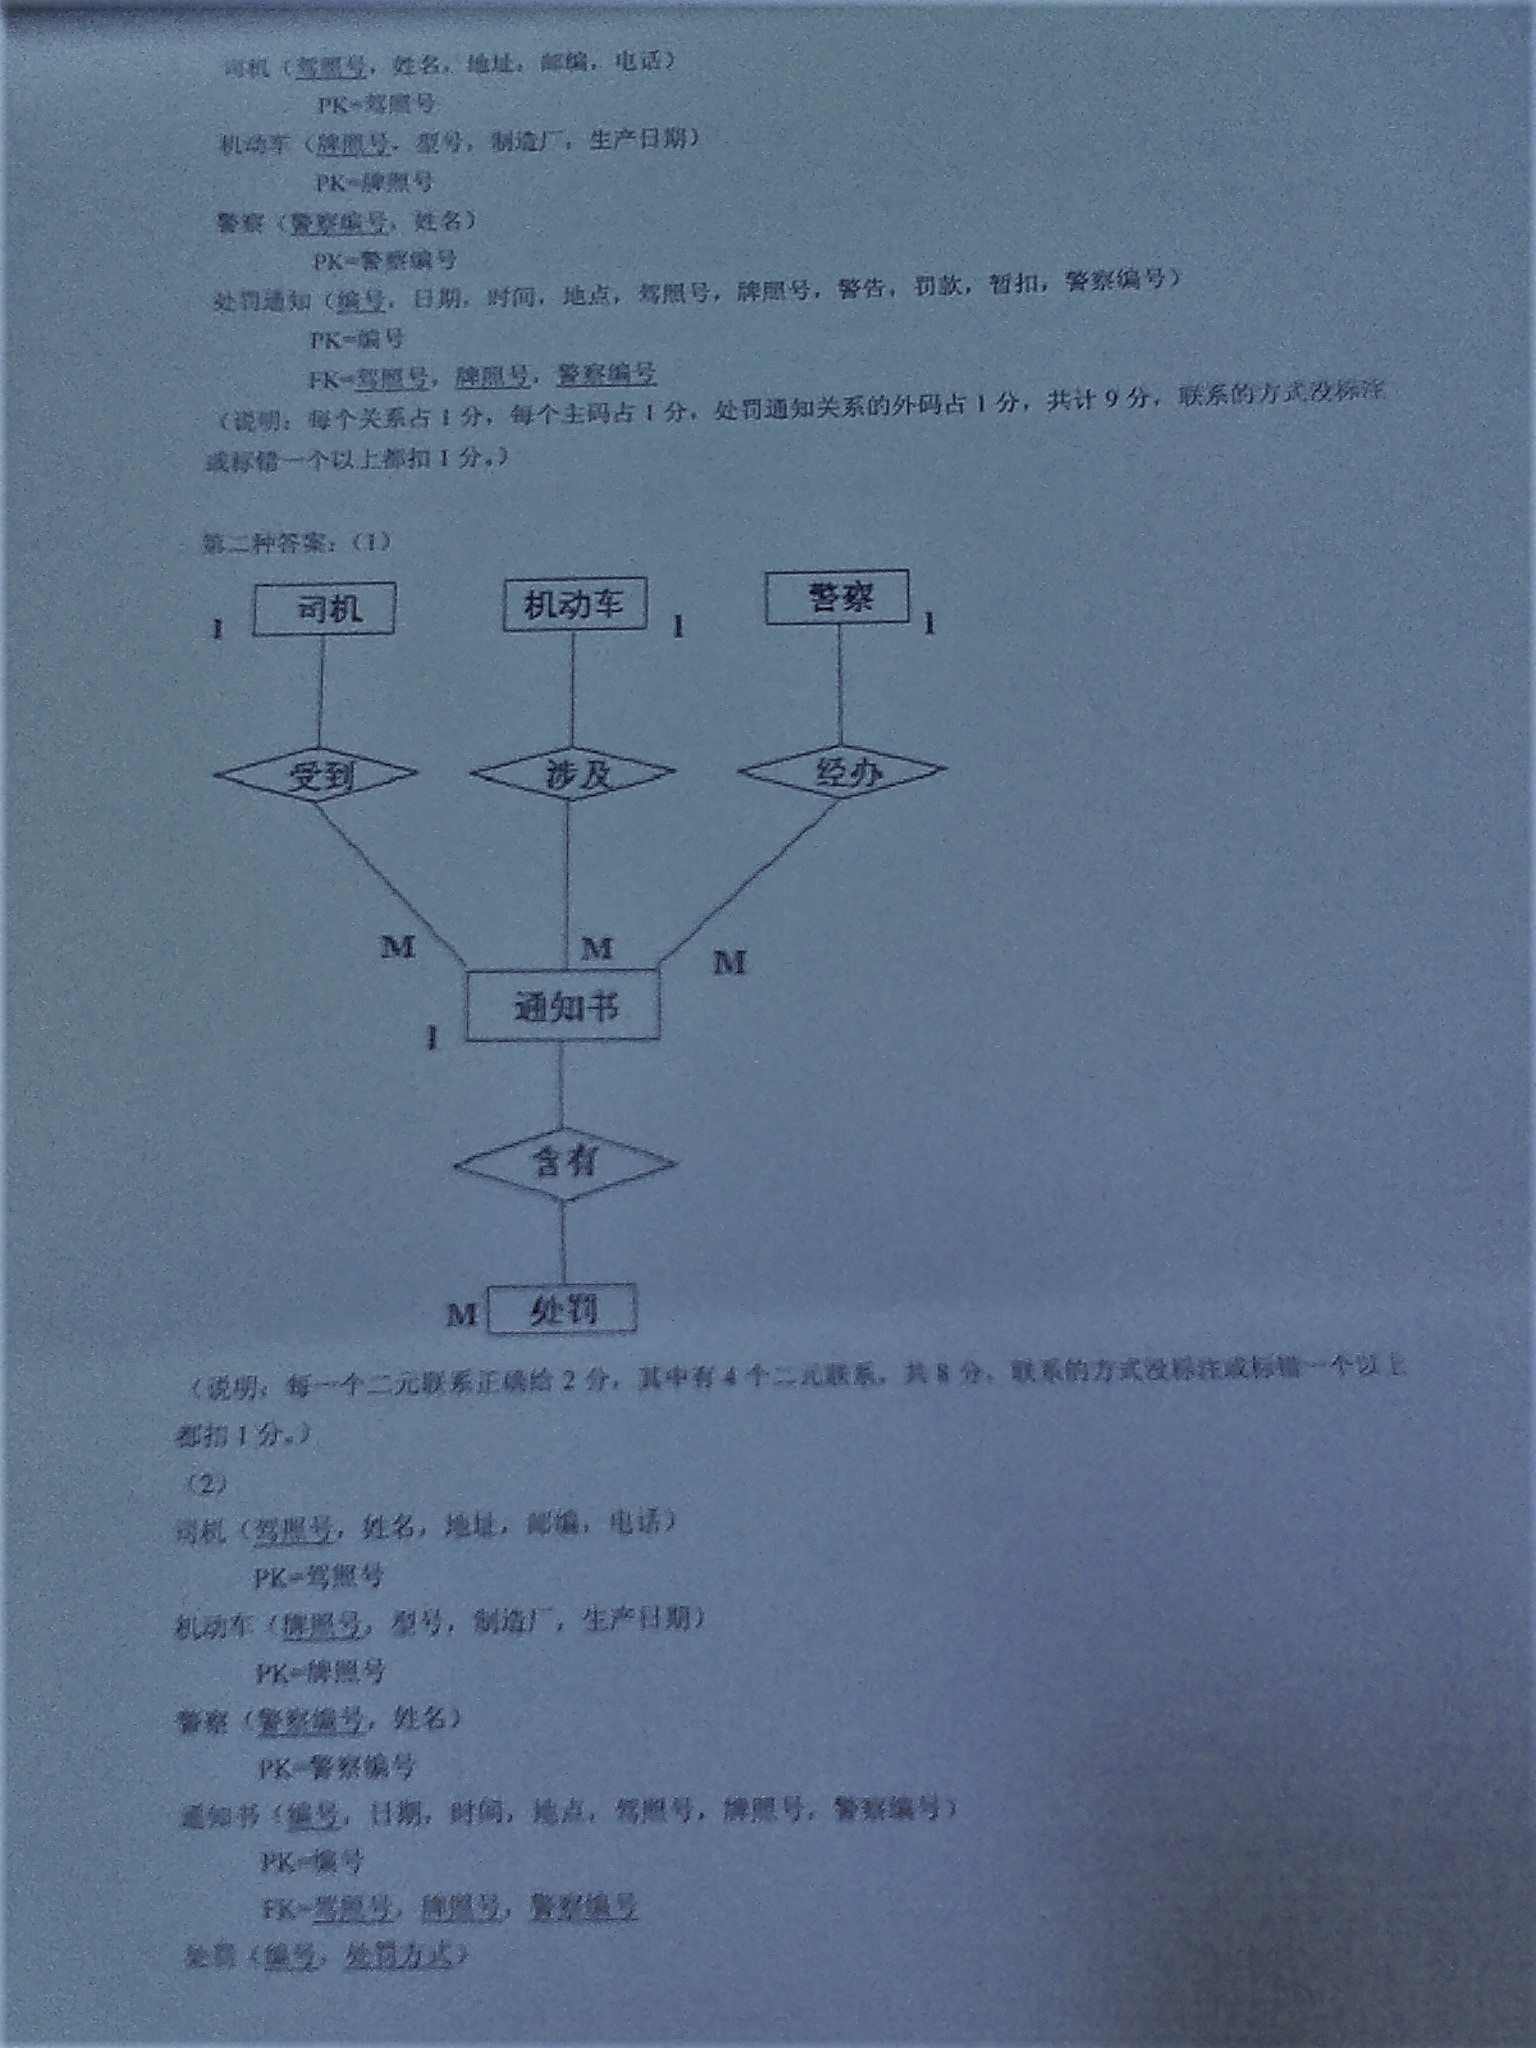 司机（驾照号，姓名，地址，邮编，电话）
PK=驾照号
机动车（牌照号，型号，制造厂，生产日期）
PK=牌照号
警察（警察编号，姓名）
PK=警察编号
处罚通知（编号，日期，时间，地点，驾照号，牌照号，警告，罚款，暂扣，警察编号）
PK=编号
FK=驾照号，牌照号，警察编号
（说明：每个关系占 1 分，每个主码占 1 分，处罚通知关系的外码占 1 分，共计 9 分，联系的方式没标注
或标错一个以上都扣 1 分。）
第二种答案：（1）
1 司机 机动车 1 警察 1
受到 涉及 经办
M M M
通知书
1
含有
M 处罚
（说明：每一个二元联系正确给 2 分，其中有 4 个二元联系，共 8 分，联系的方式没标注或标错一个以上
都扣 1 分。）
（2）
司机（驾照号，姓名，地址，邮编，电话）
PK=驾照号
机动车（牌照号，型号，制造厂，生产日期）
PK=牌照号
警察（警察编号，姓名）
PK=警察编号
通知书（编号，日期，时间，地点，驾照号，牌照号，警察编号）
PK=编号
FK=驾照号，牌照号，警察编号
处罚（编号，处罚方式）